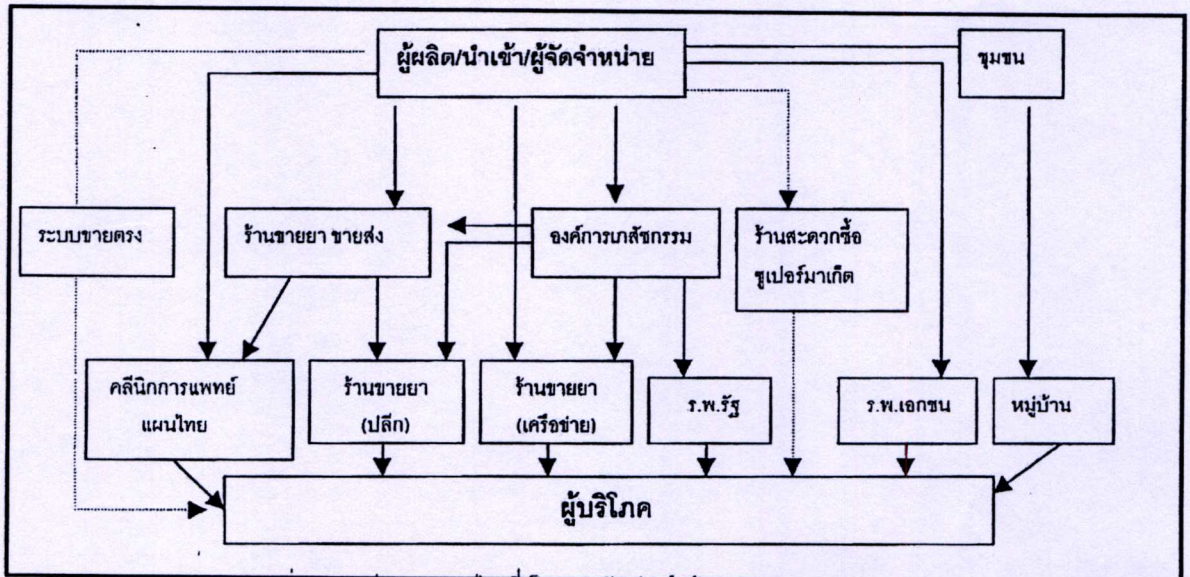 ผู้ผลิต/นำเข้า/ผู้จัดจำหน่าย
ชุมชน
ระบบขายตรง
ร้านขายยา ขายส่ง
องค์การเภสัชกรรม
ร้านสะดวกซื้อ
ซูเปอร์มาเก็ต
คลีนิกการแพทย์
แผนไทย
ร้านขายยา
(ปลีก)
ร้านขายยา
(เครือข่าย)
ร.พ.รัฐ
ร.พ.เอกชน
หมู่บ้าน
ผู้บริโภค